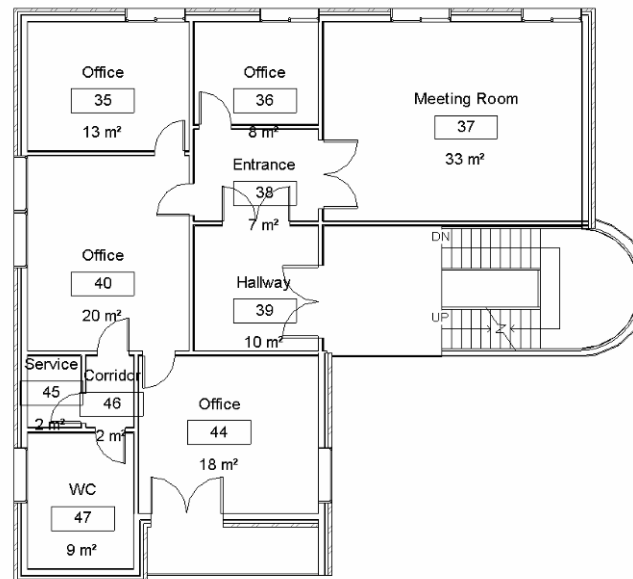 Office
35
13 m²
Office
36
8 m²
Meeting Room
37
33 m²
Entrance
38
7 m²
Office
40
20 m²
Hallway
39
10 m²
DN
UP
Service
45
2 m²
Corridor
46
2 m²
Office
44
18 m²
WC
47
9 m²